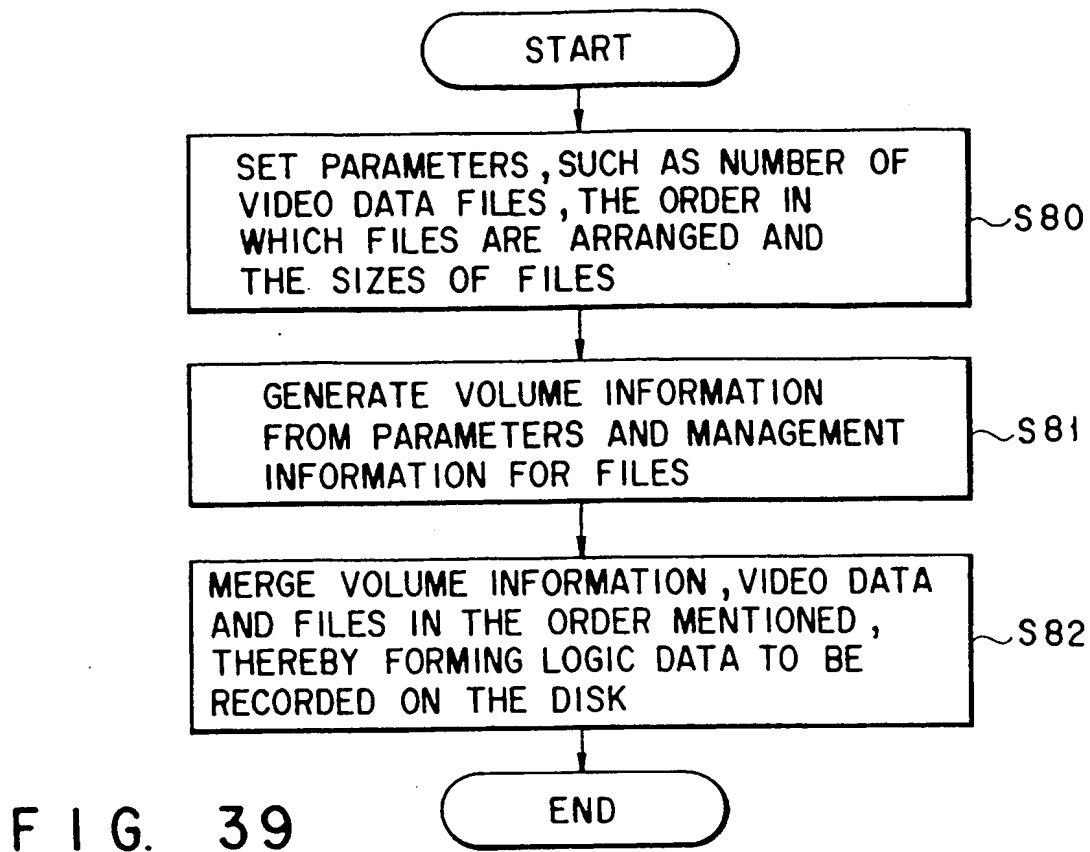 START
SET PARAMETERS, SUCH AS NUMBER OF
VIDEO DATA FILES, THE ORDER IN
WHICH FILES ARE ARRANGED AND
THE SIZES OF FILES
S80
GENERATE VOLUME INFORMATION
FROM PARAMETERS AND MANAGEMENT
INFORMATION FOR FILES
S81
MERGE VOLUME INFORMATION, VIDEO DATA
AND FILES IN THE ORDER MENTIONED,
THEREBY FORMING LOGIC DATA TO BE
RECORDED ON THE DISK
S82
END
FIG. 39